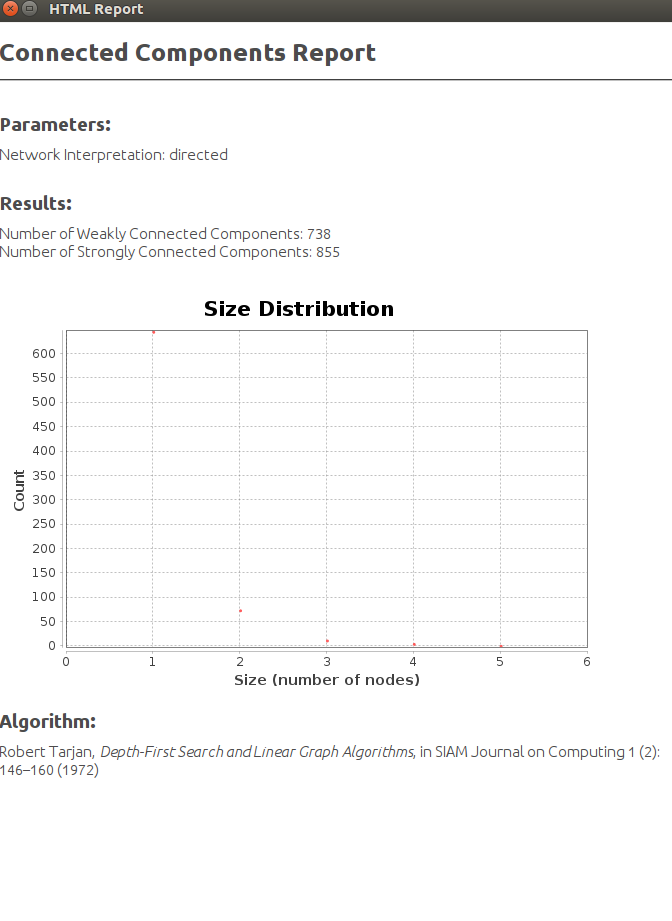 HTML Report
Connected Components Report
Parameters:
Network Interpretation: directed
Results:
Number of Weakly Connected Components: 738
Number of Strongly Connected Components: 855
Size Distribution
600
550
500
450
400
350
300
250
200
150
100
50
0
Count
0 1 2 3 4 5 6
Size (number of nodes)
Algorithm:
Robert Tarjan, Depth-First Search and Linear Graph Algorithms, in SIAM Journal on Computing 1 (2):
146–160 (1972)